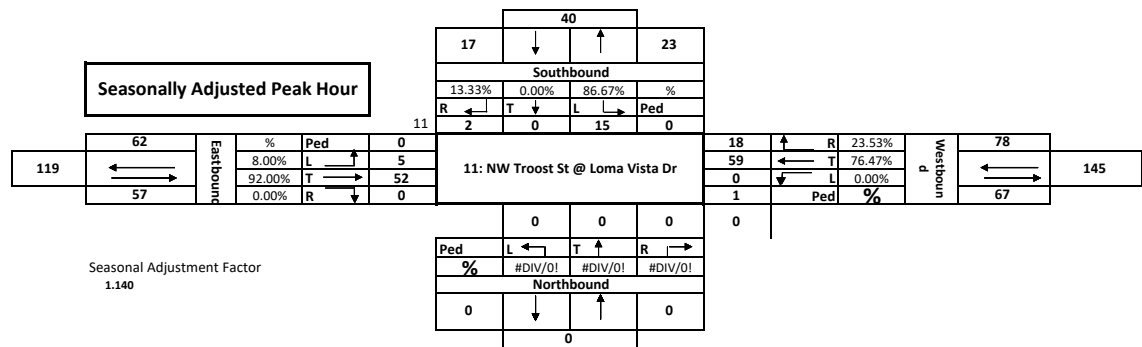 40
17 23
Southbound
Seasonally Adjusted Peak Hour
13.33% 0.00% 86.67% %
R T L Ped
11 2 0 15 0
62 Eastbound % Ped 0 18 R 23.53% Westboun
d 78
119 8.00% L 5 11: NW Troost St @ Loma Vista Dr 59 T 76.47% 145
92.00% T 52 0 L 0.00%
57 0.00% R 0 1 Ped % 67
0 0 0 0
Ped L T R
Seasonal Adjustment Factor % #DIV/0! #DIV/0! #DIV/0!
1.140 Northbound
0 0
0